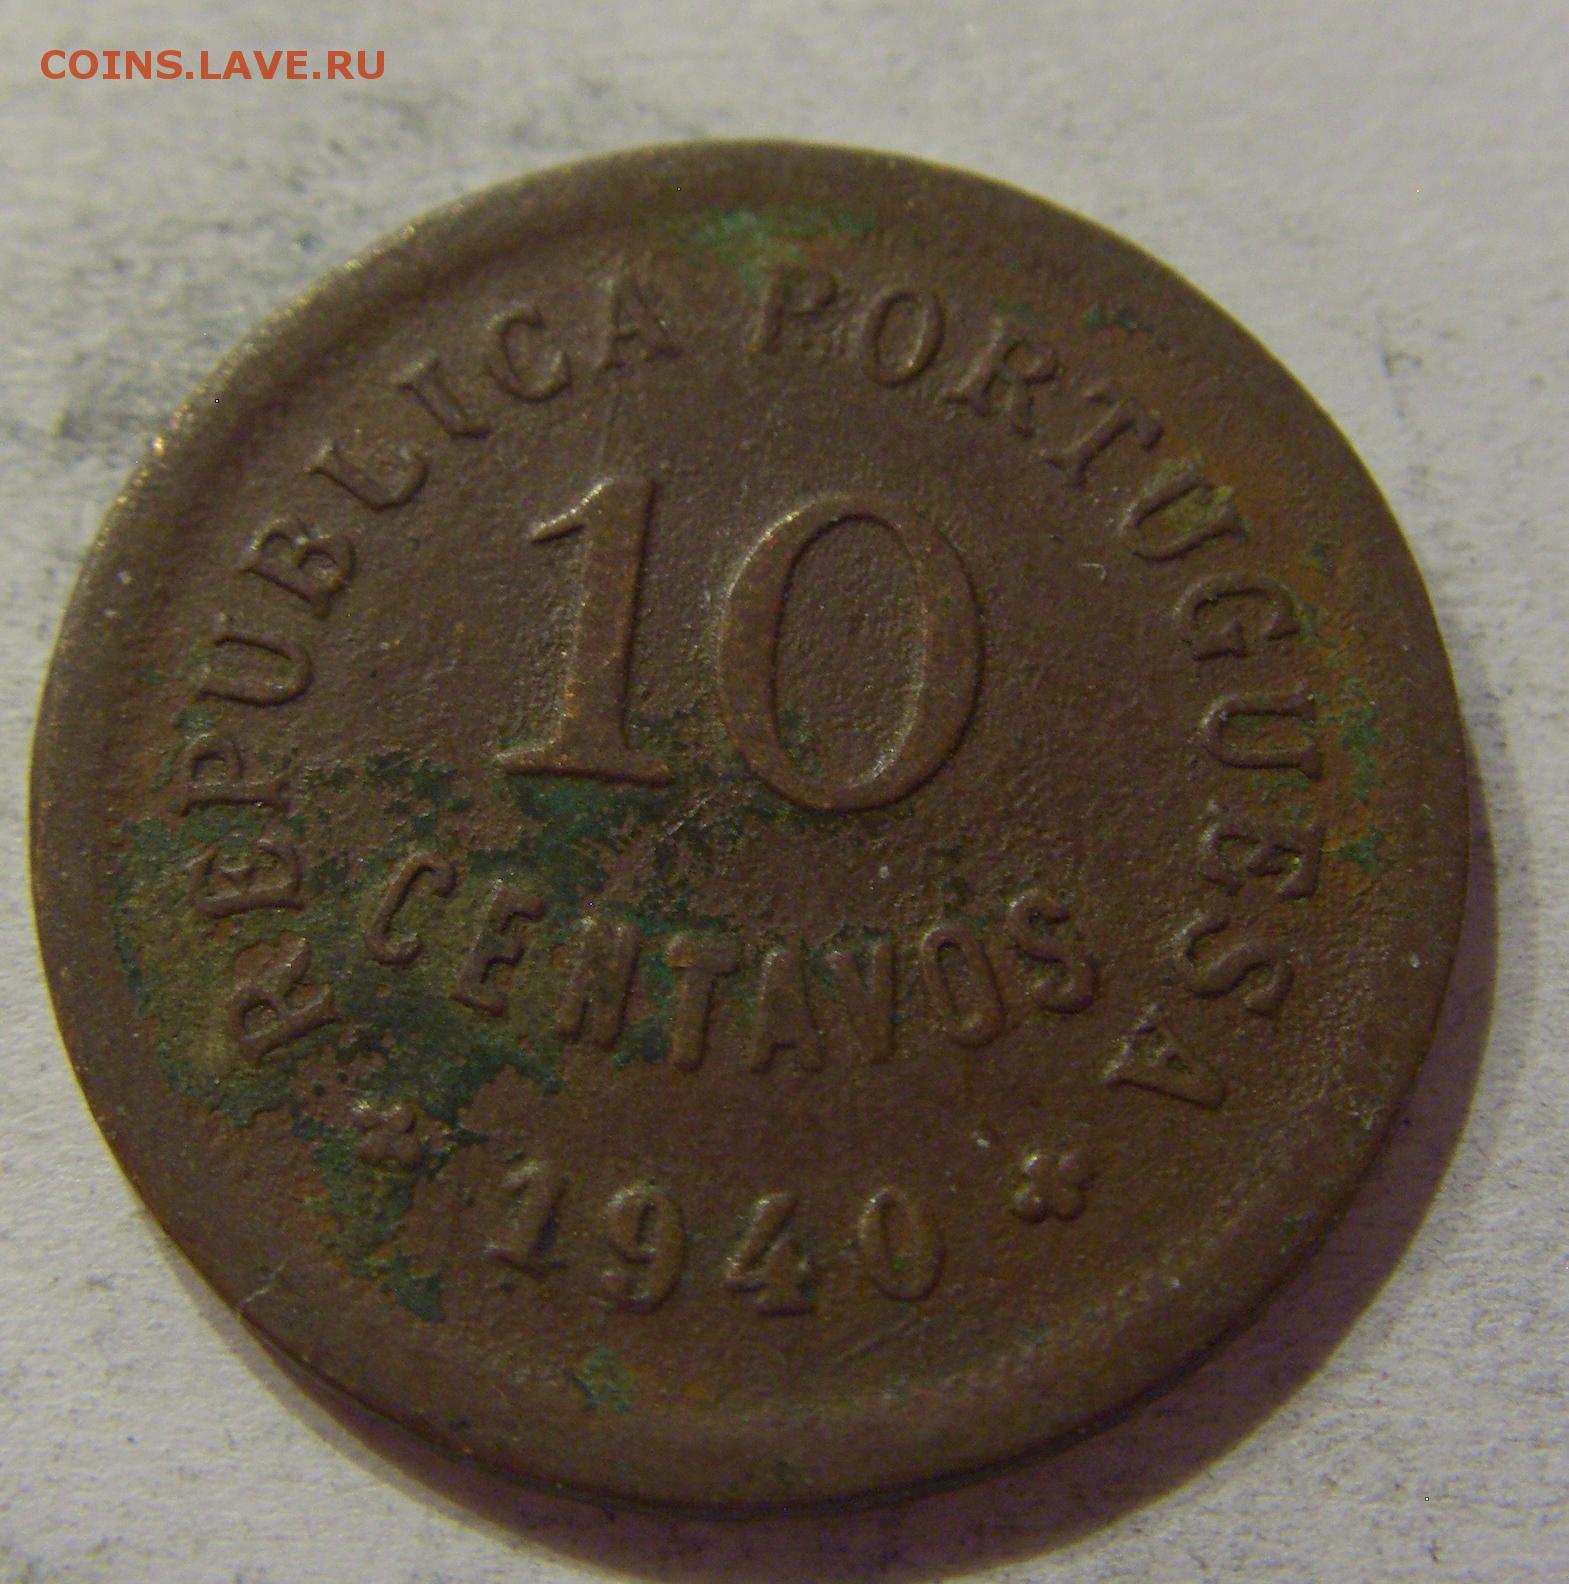 COINS.LAVE.RU
REPUBLICA PORTUGUESA
10
CENTAVOS
1940